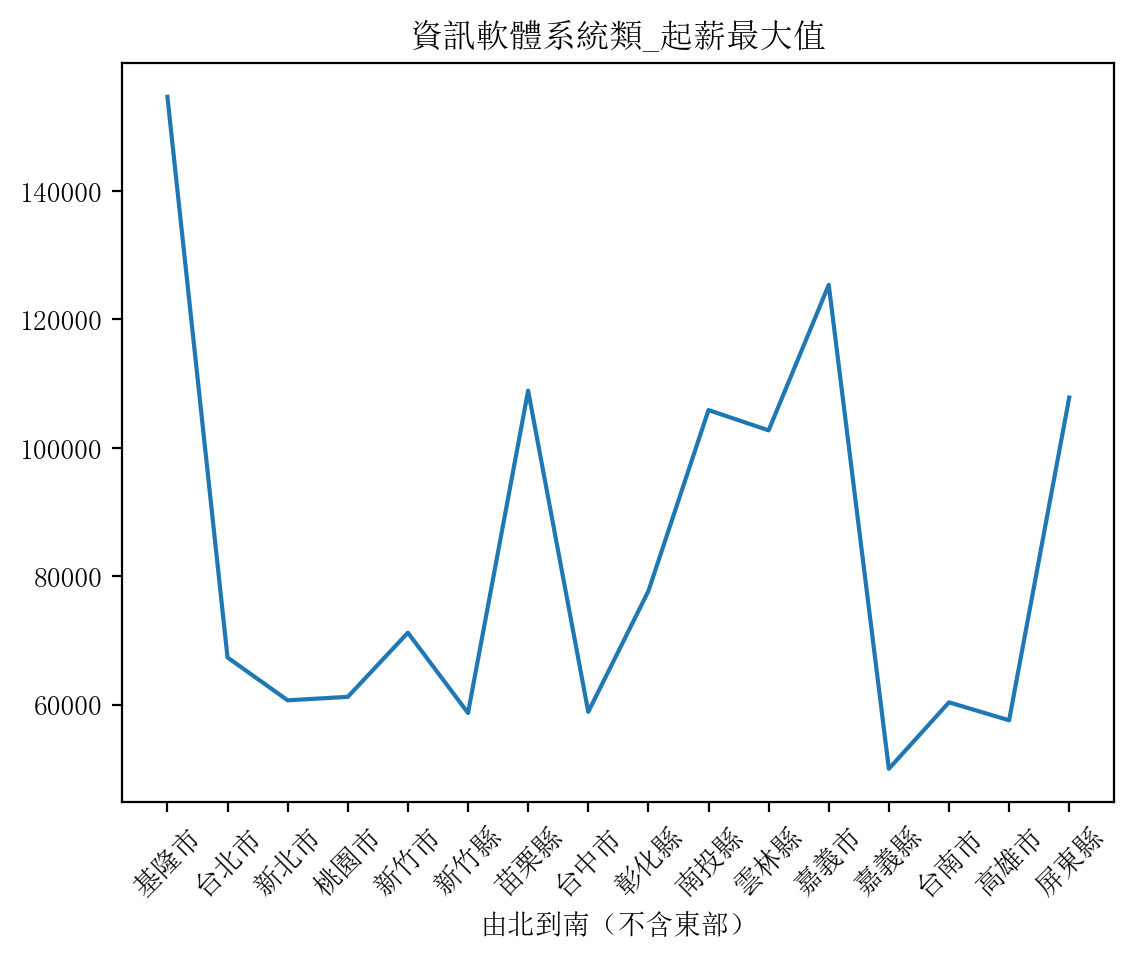 資訊軟體系統類_起薪最大值
140000
120000
100000
80000
60000
基隆市
台北市
新北市
桃園市
新竹市
新竹縣
苗栗縣
台中市
彰化縣
南投縣
雲林縣
嘉義市
嘉義縣
台南市
高雄市
屏東縣
由北到南（不含東部）